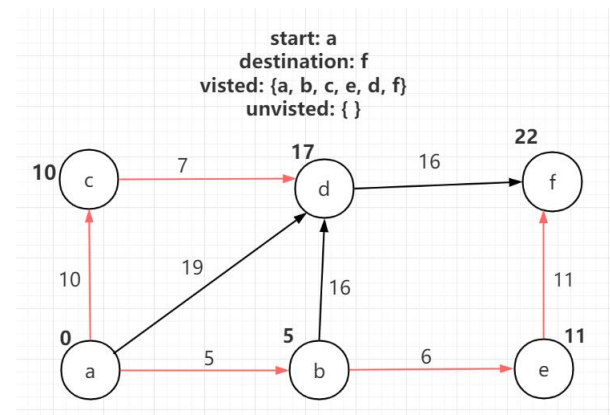 start: a
destination: f
visted: {a, b, c, e, d, f}
unvisted: { }
22
17
10
c
7
d
16
f
10
19
16
11
0
5
11
a
5
b
6
e